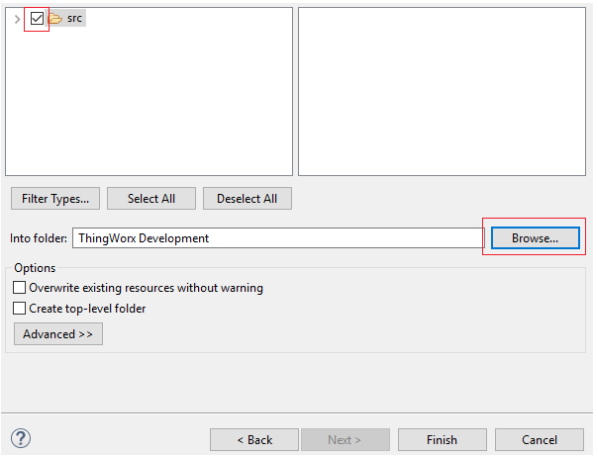 src
Filter Types... Select All Deselect All
Into folder: ThingWorx Development Browse...
Options
Overwrite existing resources without warning
Create top-level folder
Advanced >>
? < Back Next > Finish Cancel